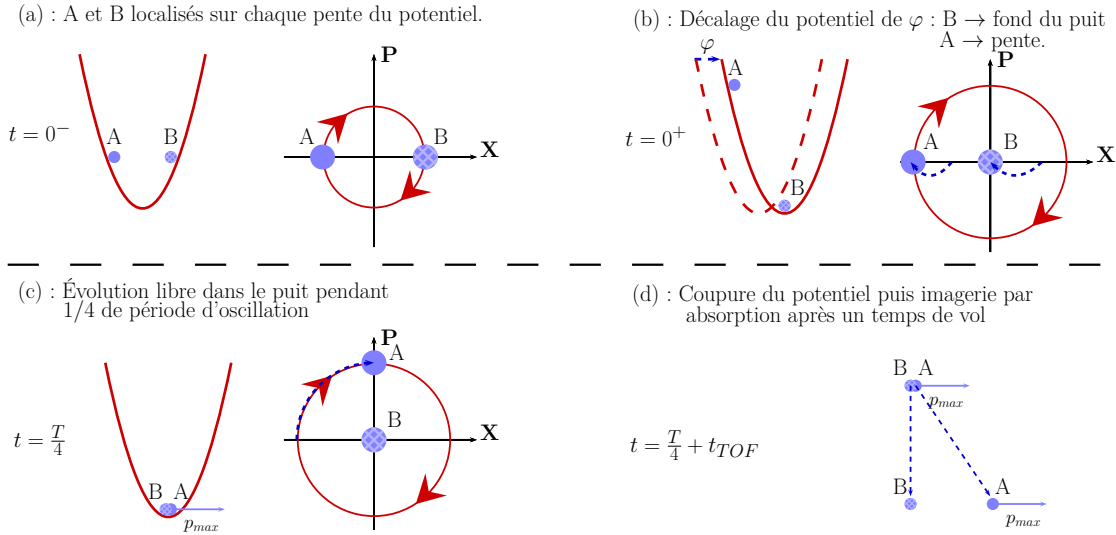 (a) : A et B localisés sur chaque pente du potentiel.
t = 0⁻
A
B
P
A
B
X
(b) : Décalage du potentiel de φ : B → fond du puit
A → pente.
φ
A
t = 0⁺
B
P
A
B
X
(c) : Évolution libre dans le puit pendant
1/4 de période d'oscillation
t = T/4
B A
p_max
P
A
B
X
(d) : Coupure du potentiel puis imagerie par
absorption après un temps de vol
B A
p_max
t = T/4 + t_TOF
B
A
p_max